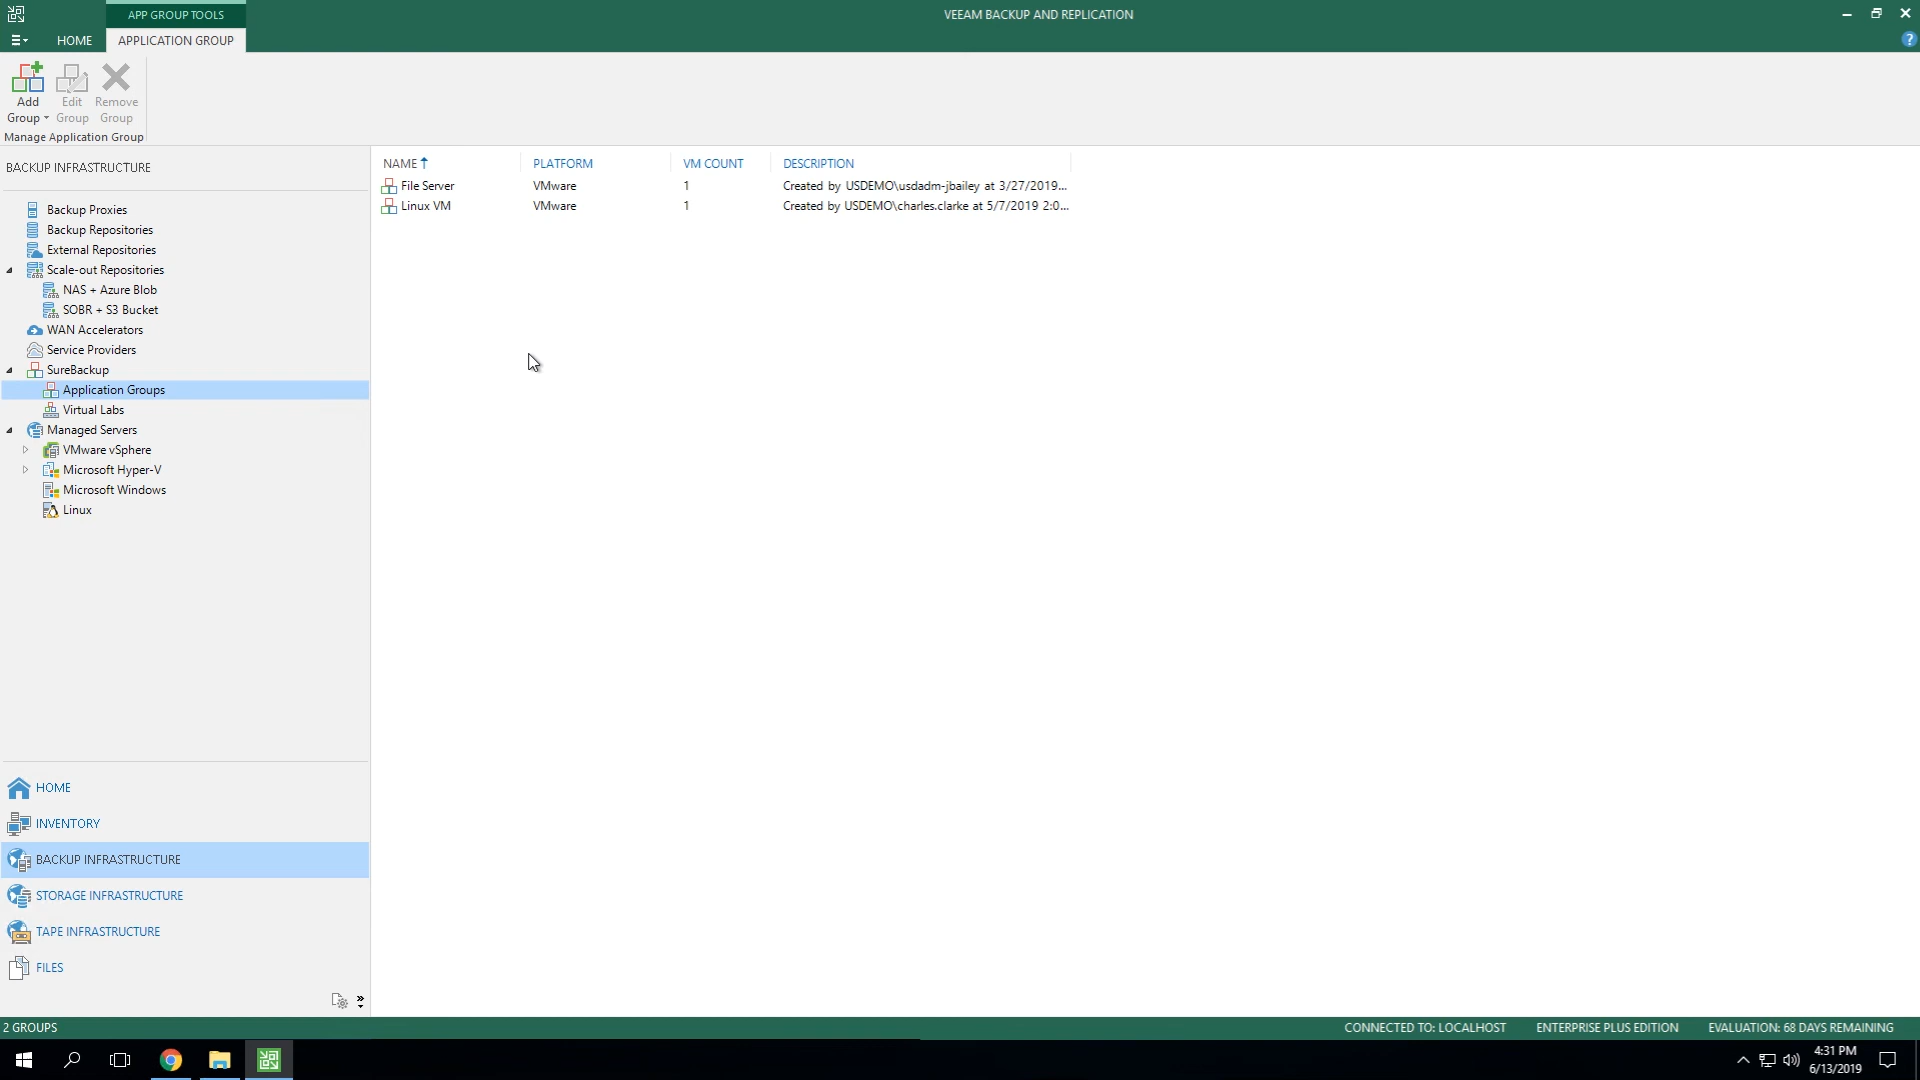 APP GROUP TOOLS
VEEAM BACKUP AND REPLICATION
HOME
APPLICATION GROUP
Add Group
Edit Group
Remove Group
Manage Application Group
BACKUP INFRASTRUCTURE
Backup Proxies
Backup Repositories
External Repositories
Scale-out Repositories
NAS + Azure Blob
SOBR + S3 Bucket
WAN Accelerators
Service Providers
SureBackup
Application Groups
Virtual Labs
Managed Servers
VMware vSphere
Microsoft Hyper-V
Microsoft Windows
Linux
NAME PLATFORM VM COUNT DESCRIPTION
File Server VMware 1 Created by USDEMO\usdadm-jbailey at 3/27/2019...
Linux VM VMware 1 Created by USDEMO\charles.clarke at 5/7/2019 2:0...
HOME
INVENTORY
BACKUP INFRASTRUCTURE
STORAGE INFRASTRUCTURE
TAPE INFRASTRUCTURE
FILES
2 GROUPS
CONNECTED TO: LOCALHOST
ENTERPRISE PLUS EDITION
EVALUATION: 68 DAYS REMAINING
4:31 PM
6/13/2019